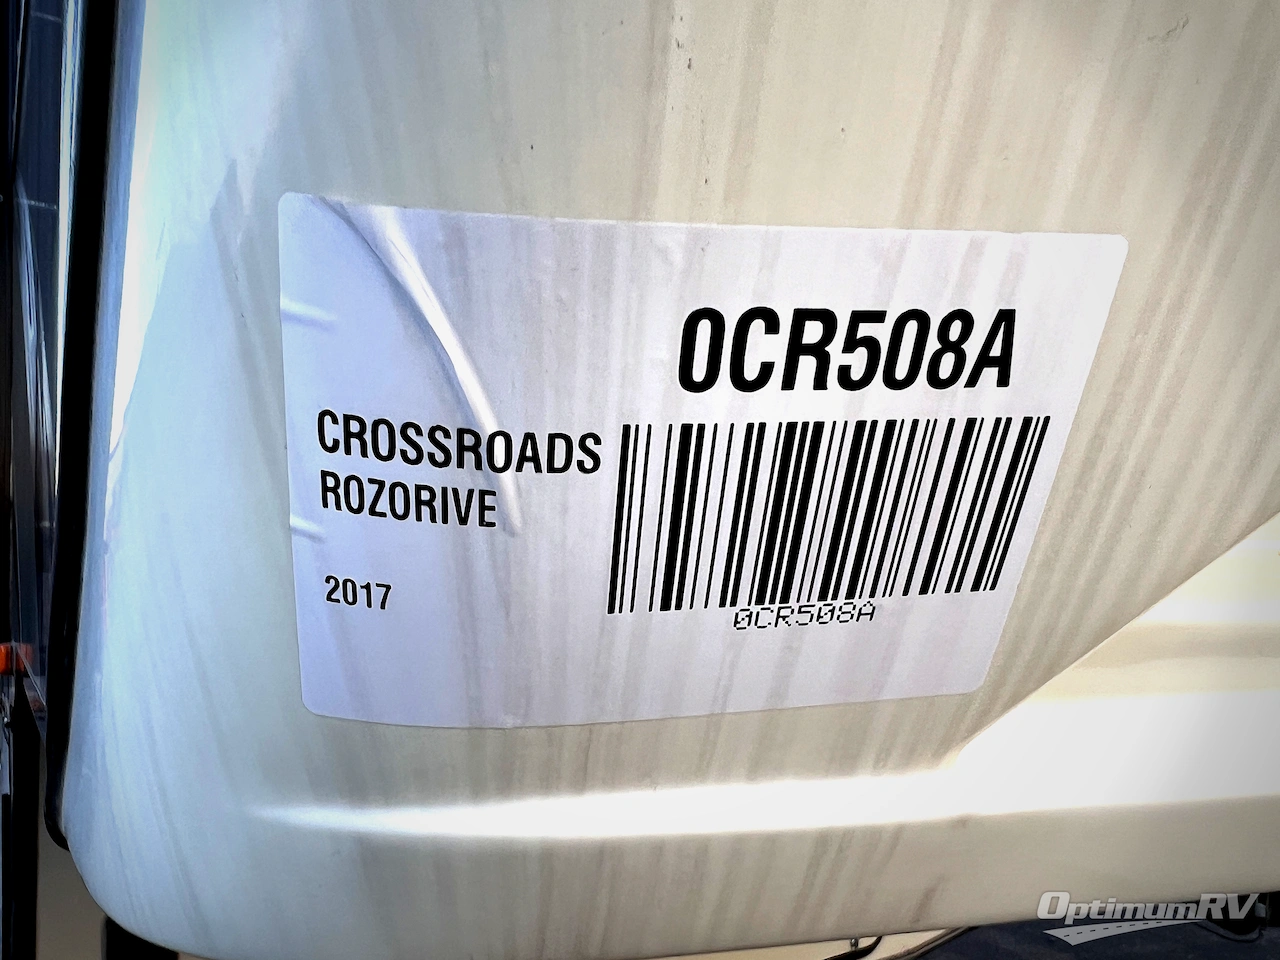 0CR508A
CROSSROADS
ROZORIVE
2017
0CR508A
OptimumRV